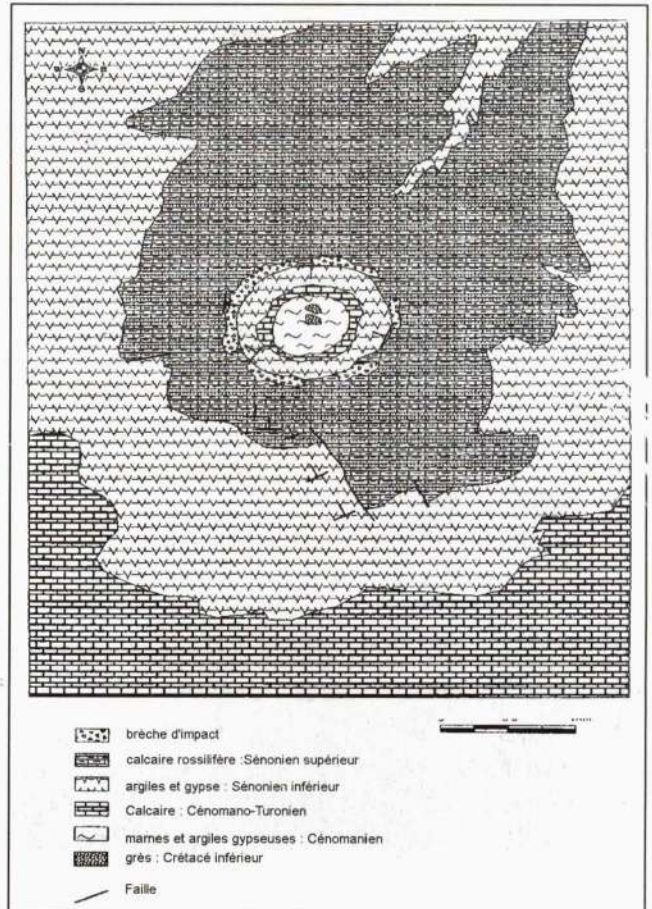 N
brèche d'impact
calcaire rossilifère :Sénonien supérieur
argiles et gypse : Sénonien inférieur
Calcaire : Cénomano-Turonien
marnes et argiles gypseuses : Cénomanien
grès : Crétacé inférieur
Faille